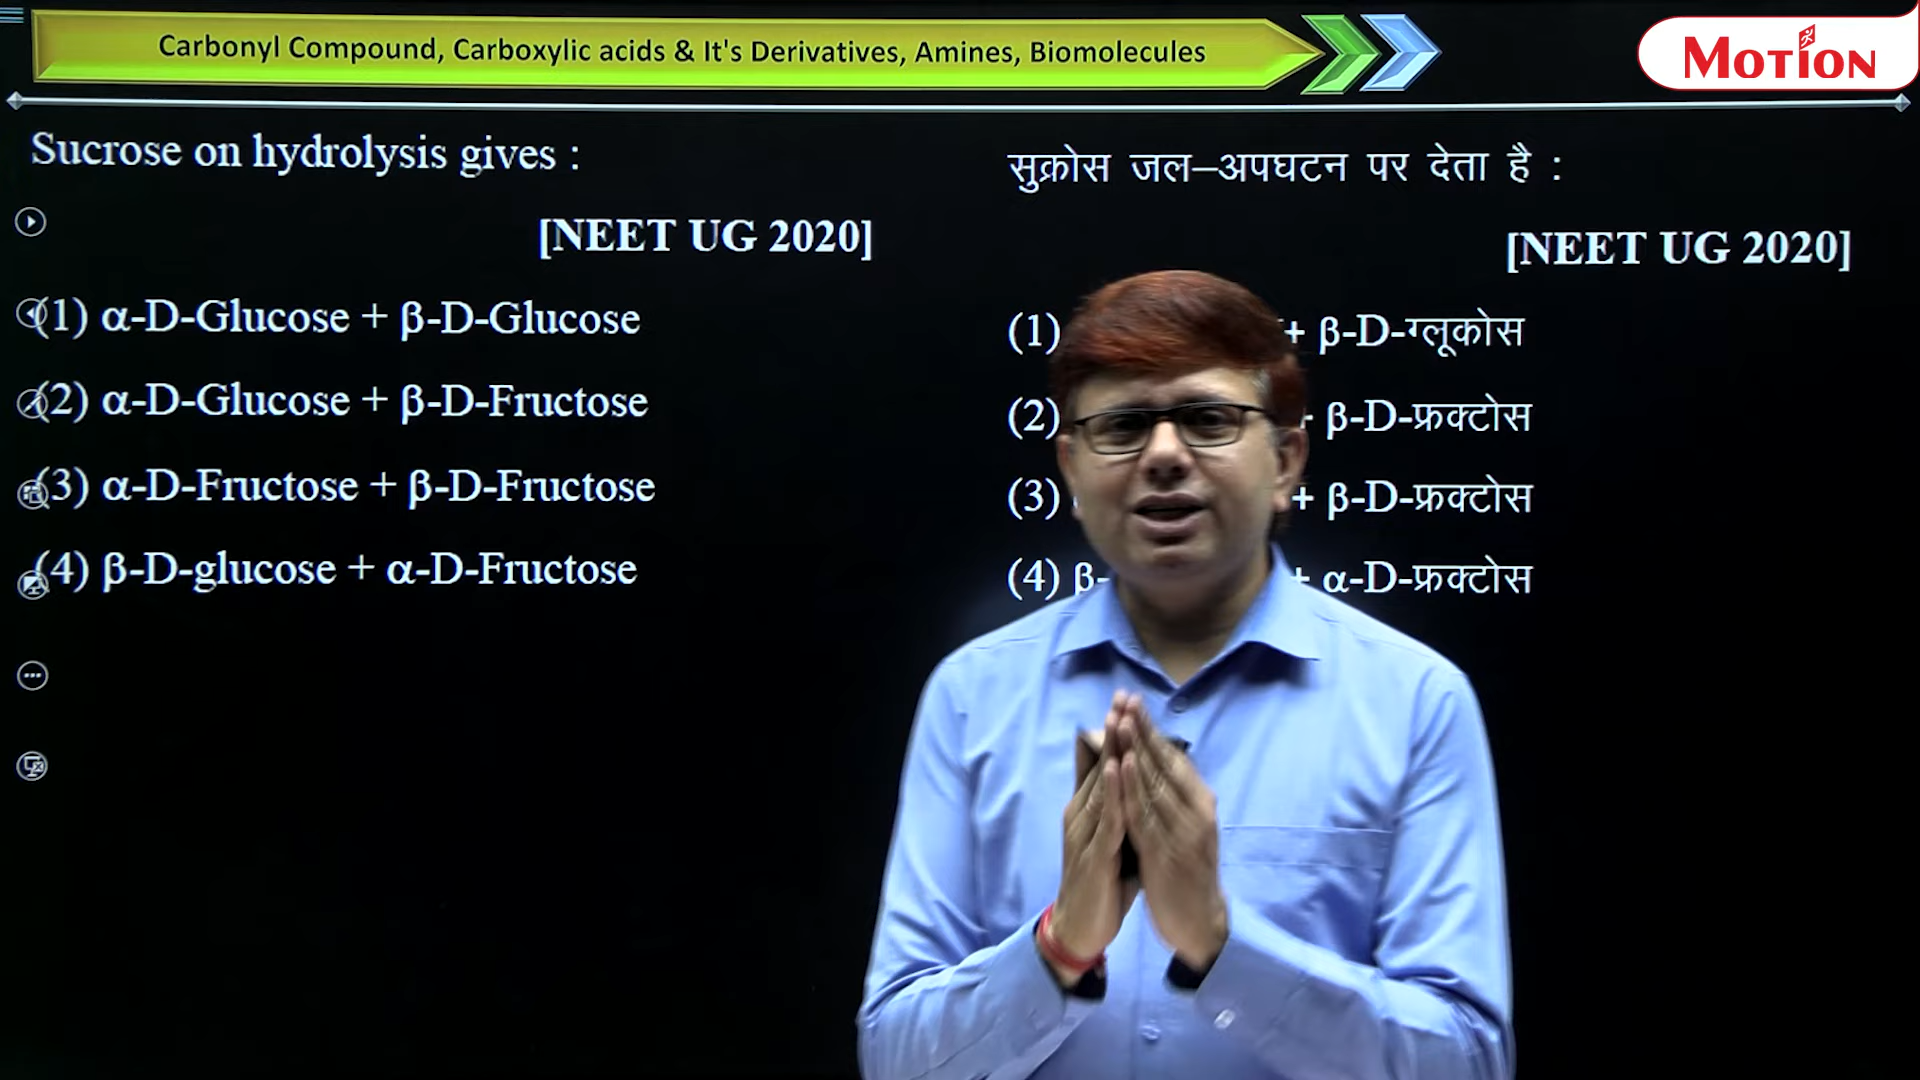 Carbonyl Compound, Carboxylic acids & It's Derivatives, Amines, Biomolecules
MOTION
Sucrose on hydrolysis gives :
[NEET UG 2020]
(1) α-D-Glucose + β-D-Glucose
(2) α-D-Glucose + β-D-Fructose
(3) α-D-Fructose + β-D-Fructose
(4) β-D-glucose + α-D-Fructose
सुक्रोस जल–अपघटन पर देता है :
[NEET UG 2020]
(1) + β-D-ग्लूकोस
(2) β-D-फ्रक्टोस
(3) + β-D-फ्रक्टोस
(4) β- + α-D-फ्रक्टोस